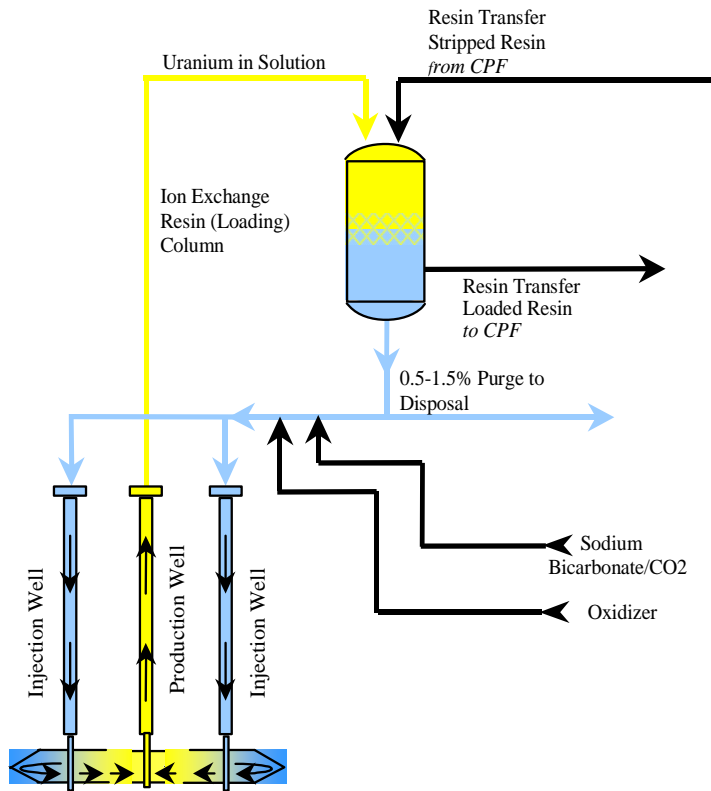 Resin Transfer
Stripped Resin
from CPF
Uranium in Solution
Ion Exchange
Resin (Loading)
Column
Resin Transfer
Loaded Resin
to CPF
0.5-1.5% Purge to
Disposal
Sodium
Bicarbonate/CO2
Oxidizer
Injection Well
Production Well
Injection Well